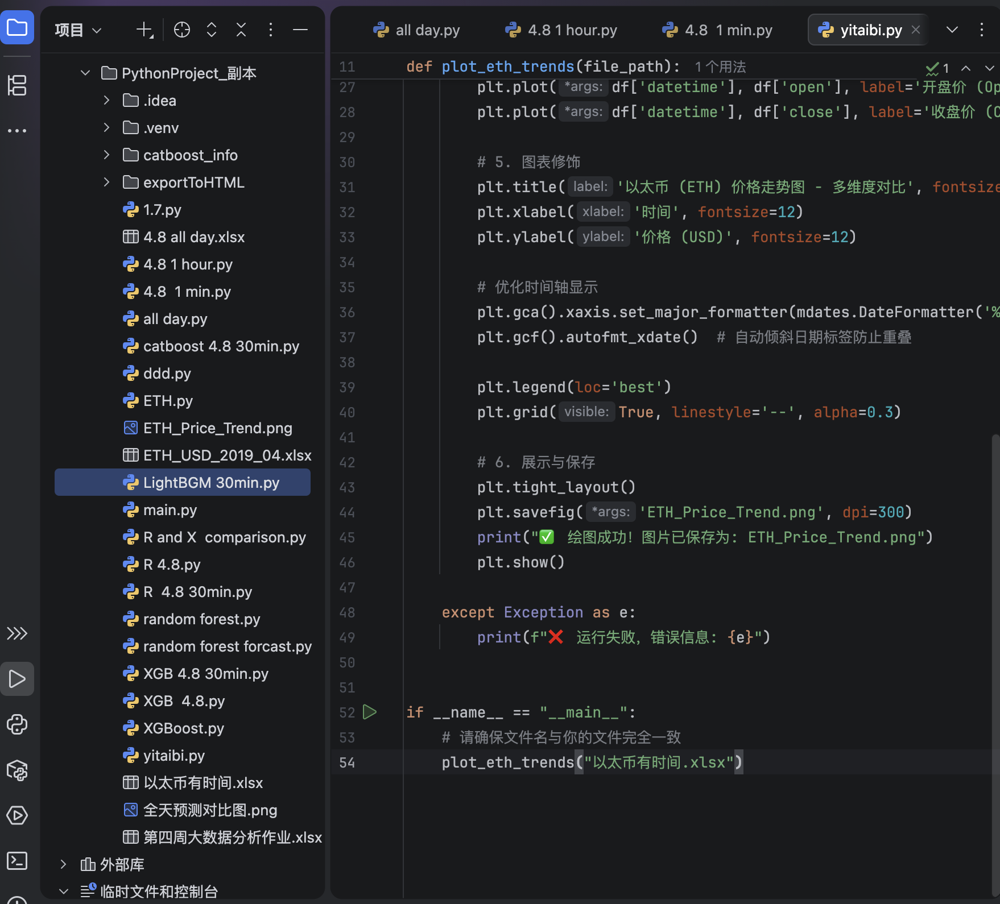 项目
PythonProject_副本
.idea
.venv
catboost_info
exportToHTML
1.7.py
4.8 all day.xlsx
4.8 1 hour.py
4.8  1 min.py
all day.py
catboost 4.8 30min.py
ddd.py
ETH.py
ETH_Price_Trend.png
ETH_USD_2019_04.xlsx
LightBGM 30min.py
main.py
R and X  comparison.py
R 4.8.py
R  4.8 30min.py
random forest.py
random forest forcast.py
XGB 4.8 30min.py
XGB  4.8.py
XGBoost.py
yitaibi.py
以太币有时间.xlsx
全天预测对比图.png
第四周大数据分析作业.xlsx
外部库
临时文件和控制台
all day.py 4.8 1 hour.py 4.8  1 min.py yitaibi.py
11 def plot_eth_trends(file_path): 1个用法 1
27 plt.plot( *args: df['datetime'], df['open'], label='开盘价 (Op
28 plt.plot( *args: df['datetime'], df['close'], label='收盘价 (C
29
30 # 5. 图表修饰
31 plt.title( label: '以太币 (ETH) 价格走势图 - 多维度对比', fontsize
32 plt.xlabel( xlabel: '时间', fontsize=12)
33 plt.ylabel( ylabel: '价格 (USD)', fontsize=12)
34
35 # 优化时间轴显示
36 plt.gca().xaxis.set_major_formatter(mdates.DateFormatter('%
37 plt.gcf().autofmt_xdate()  # 自动倾斜日期标签防止重叠
38
39 plt.legend(loc='best')
40 plt.grid( visible: True, linestyle='--', alpha=0.3)
41
42 # 6. 展示与保存
43 plt.tight_layout()
44 plt.savefig( *args: 'ETH_Price_Trend.png', dpi=300)
45 print("✅ 绘图成功！图片已保存为: ETH_Price_Trend.png")
46 plt.show()
47
48 except Exception as e:
49 print(f"❌ 运行失败，错误信息: {e}")
50
51
52 if __name__ == "__main__":
53 # 请确保文件名与你的文件完全一致
54 plot_eth_trends("以太币有时间.xlsx")